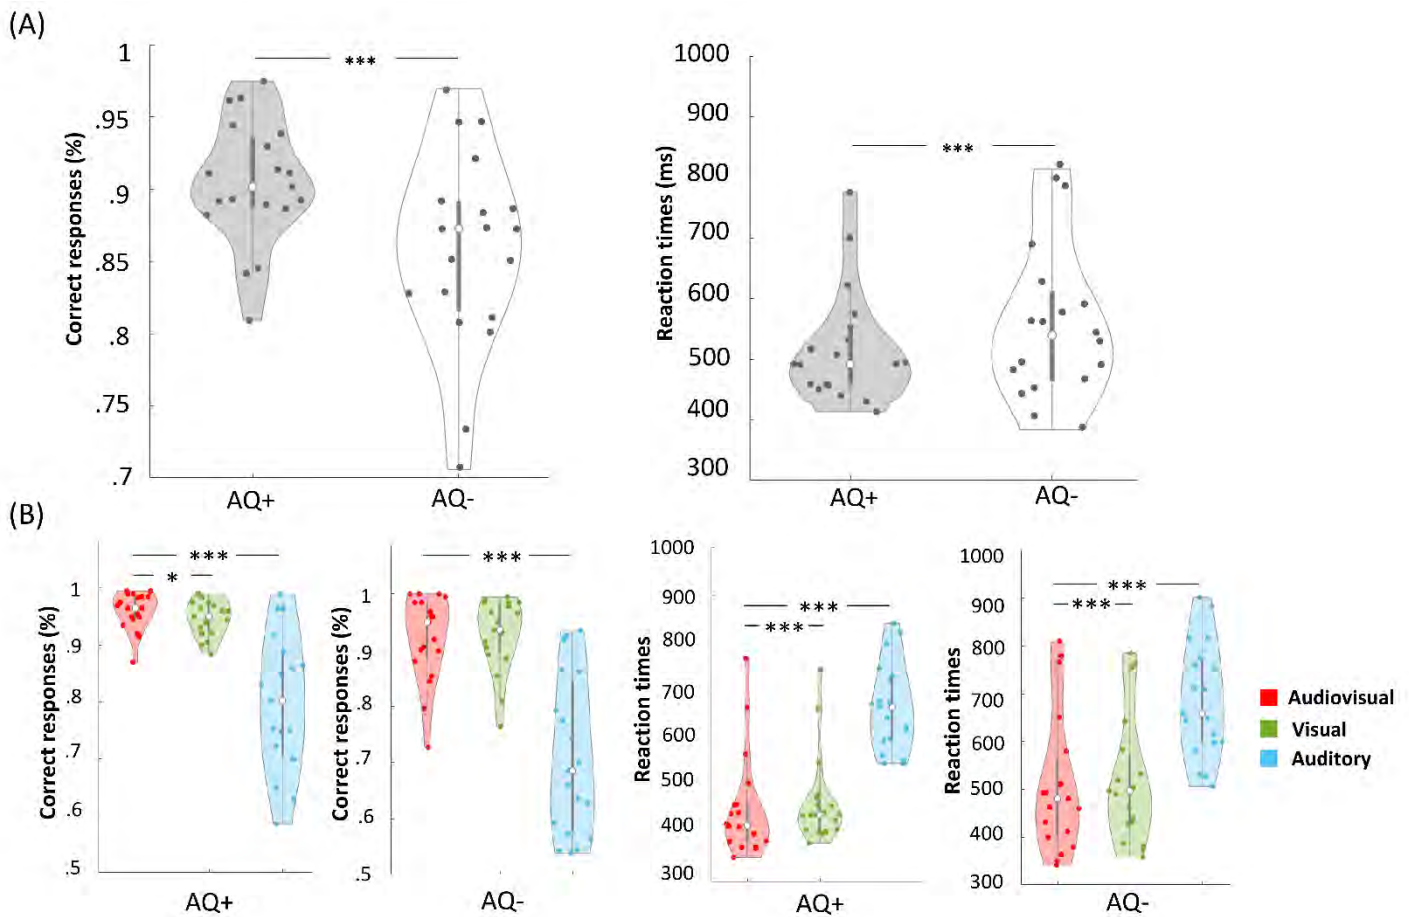 (A)
Correct responses (%)
1
.95
.9
.85
.8
.75
.7
***
AQ+
AQ-
Reaction times (ms)
1000
900
800
700
600
500
400
300
***
AQ+
AQ-
(B)
Correct responses (%)
1
.9
.8
.7
.6
.5
***
*
AQ+
Correct responses (%)
1
.9
.8
.7
.6
.5
***
AQ-
Reaction times
1000
900
800
700
600
500
400
300
***
***
AQ+
Reaction times
1000
900
800
700
600
500
400
300
***
***
AQ-
Audiovisual
Visual
Auditory